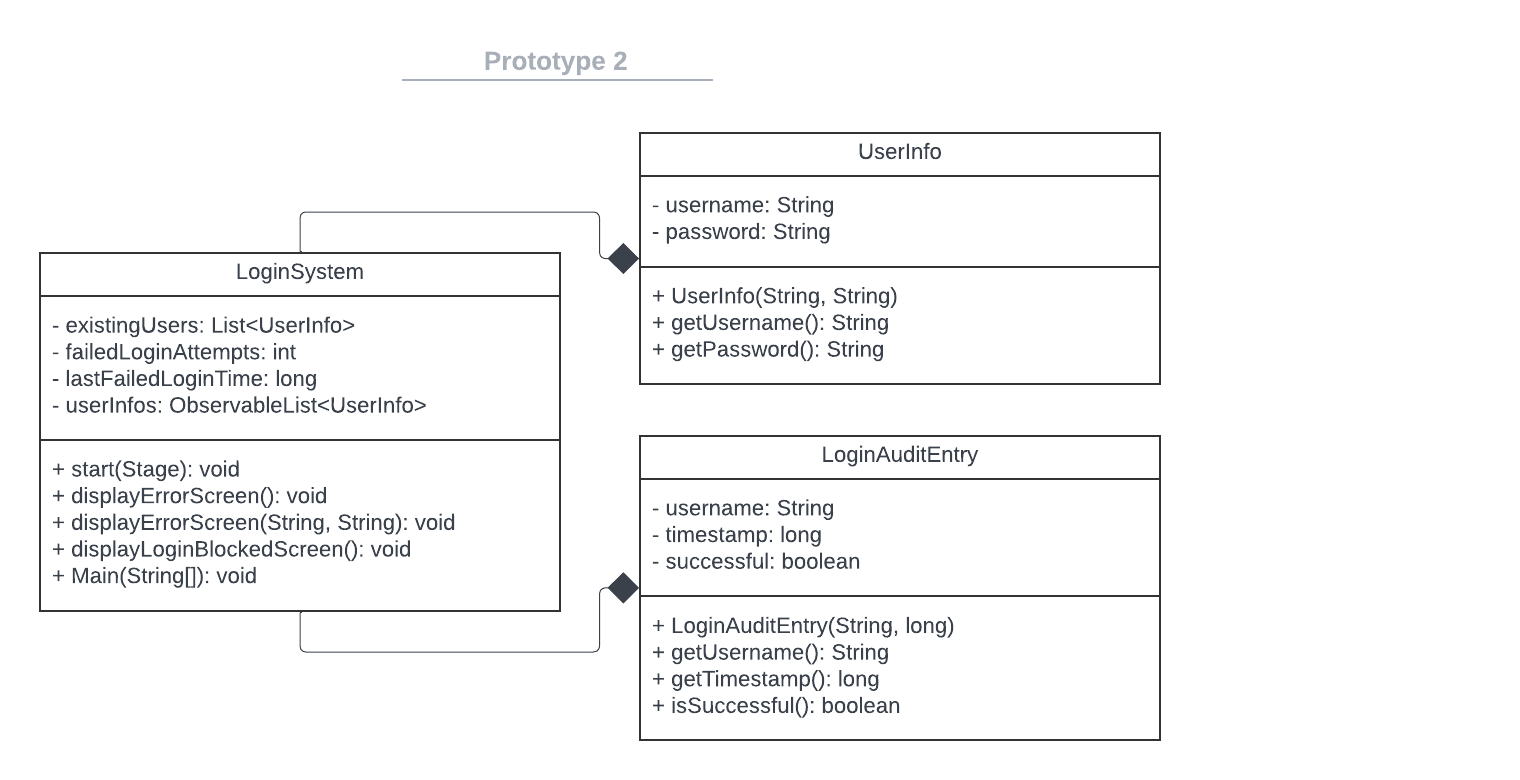 Prototype 2
LoginSystem
- existingUsers: List<UserInfo>
- failedLoginAttempts: int
- lastFailedLoginTime: long
- userInfos: ObservableList<UserInfo>
+ start(Stage): void
+ displayErrorScreen(): void
+ displayErrorScreen(String, String): void
+ displayLoginBlockedScreen(): void
+ Main(String[]): void
UserInfo
- username: String
- password: String
+ UserInfo(String, String)
+ getUsername(): String
+ getPassword(): String
LoginAuditEntry
- username: String
- timestamp: long
- successful: boolean
+ LoginAuditEntry(String, long)
+ getUsername(): String
+ getTimestamp(): long
+ isSuccessful(): boolean